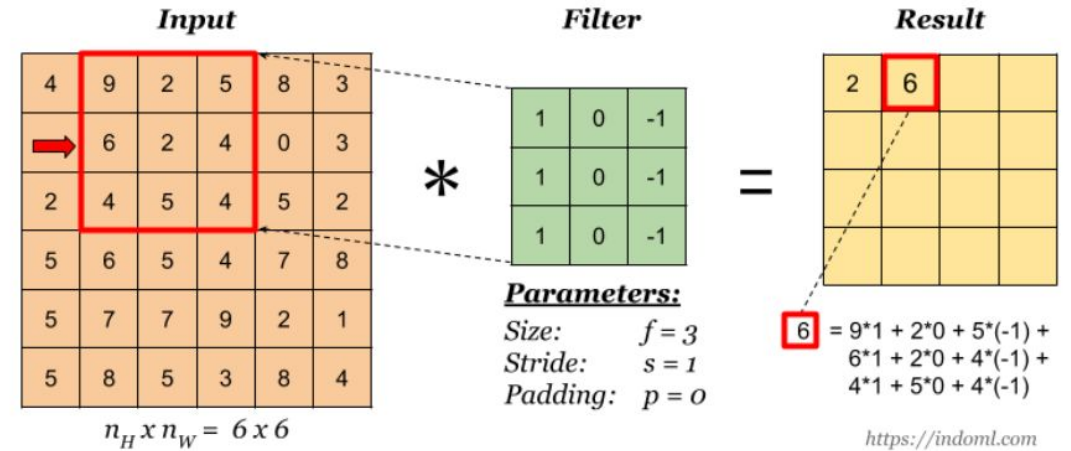 Input Filter Result
4 9 2 5 8 3
6 2 4 0 3
2 4 5 4 5 2
5 6 5 4 7 8
5 7 7 9 2 1
5 8 5 3 8 4
n_H x n_W = 6 x 6
*
1 0 -1
1 0 -1
1 0 -1
Parameters:
Size: f = 3
Stride: s = 1
Padding: p = 0
=
2 6
6 = 9*1 + 2*0 + 5*(-1) +
6*1 + 2*0 + 4*(-1) +
4*1 + 5*0 + 4*(-1)
https://indoml.com